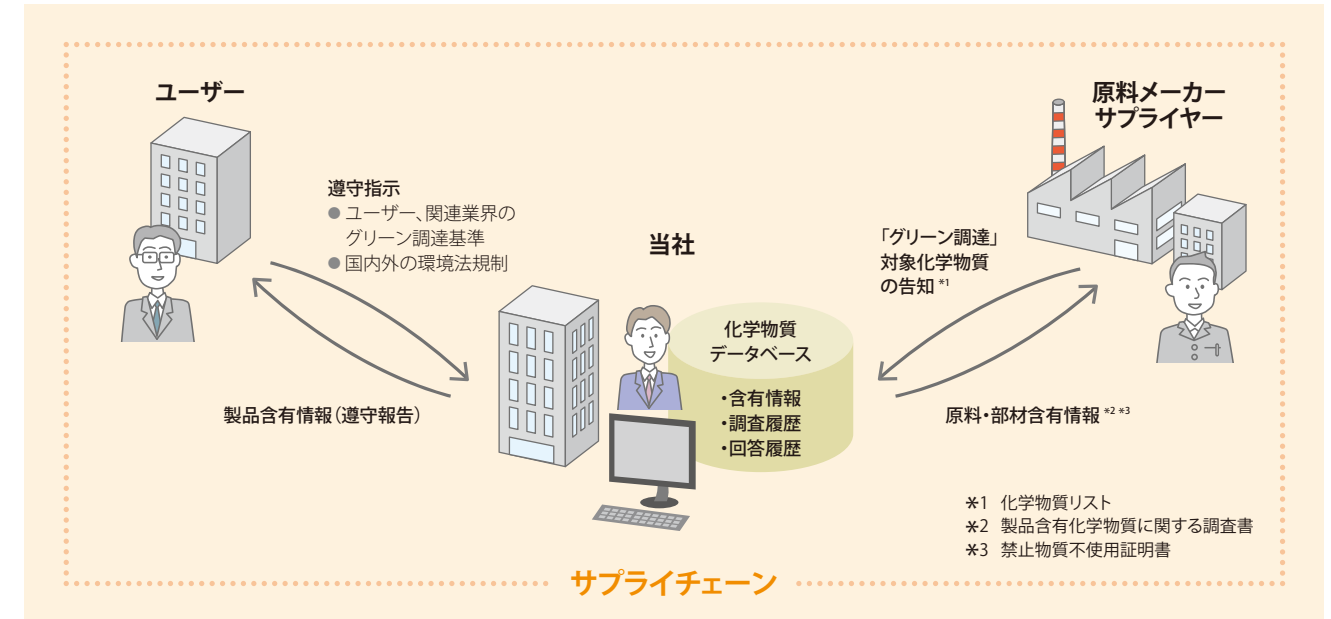 ユーザー
原料メーカー
サプライヤー
遵守指示
● ユーザー、関連業界の
グリーン調達基準
● 国内外の環境法規制
当社
「グリーン調達」
対象化学物質
の告知 *1
化学物質
データベース
・含有情報
・調査履歴
・回答履歴
製品含有情報（遵守報告）
原料・部材含有情報 *2 *3
*1 化学物質リスト
*2 製品含有化学物質に関する調査書
*3 禁止物質不使用証明書
サプライチェーン